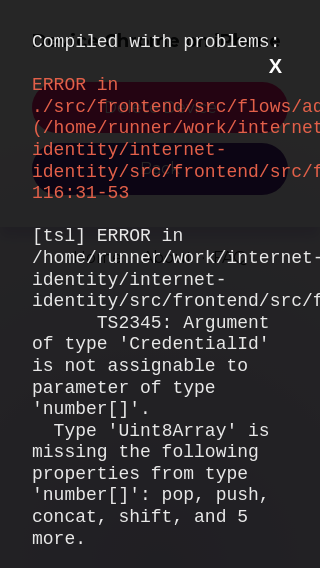 Compiled with problems:
X
ERROR in
./src/frontend/src/flows/ad
(/home/runner/work/internet
identity/internet-
identity/src/frontend/src/f
116:31-53
[tsl] ERROR in
/home/runner/work/internet-
identity/internet-
identity/src/frontend/src/f
TS2345: Argument
of type 'CredentialId'
is not assignable to
parameter of type
'number[]'.
Type 'Uint8Array' is
missing the following
properties from type
'number[]': pop, push,
concat, shift, and 5
more.